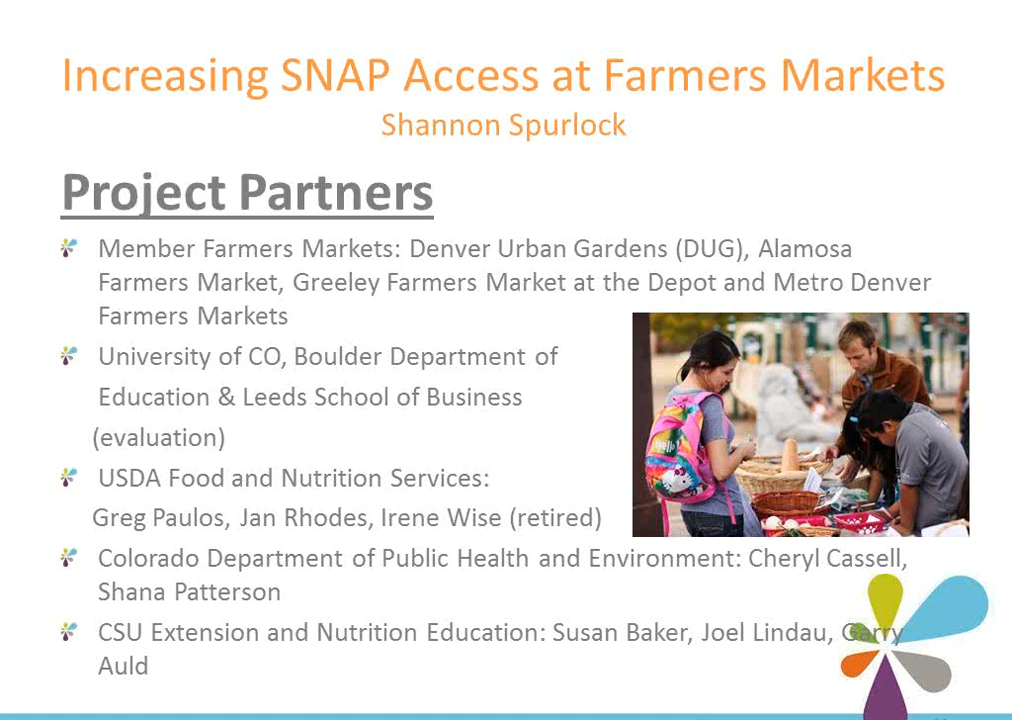 Increasing SNAP Access at Farmers Markets
Shannon Spurlock
Project Partners
Member Farmers Markets: Denver Urban Gardens (DUG), Alamosa
Farmers Market, Greeley Farmers Market at the Depot and Metro Denver
Farmers Markets
University of CO, Boulder Department of
Education & Leeds School of Business
(evaluation)
USDA Food and Nutrition Services:
Greg Paulos, Jan Rhodes, Irene Wise (retired)
Colorado Department of Public Health and Environment: Cheryl Cassell,
Shana Patterson
CSU Extension and Nutrition Education: Susan Baker, Joel Lindau, Garry
Auld